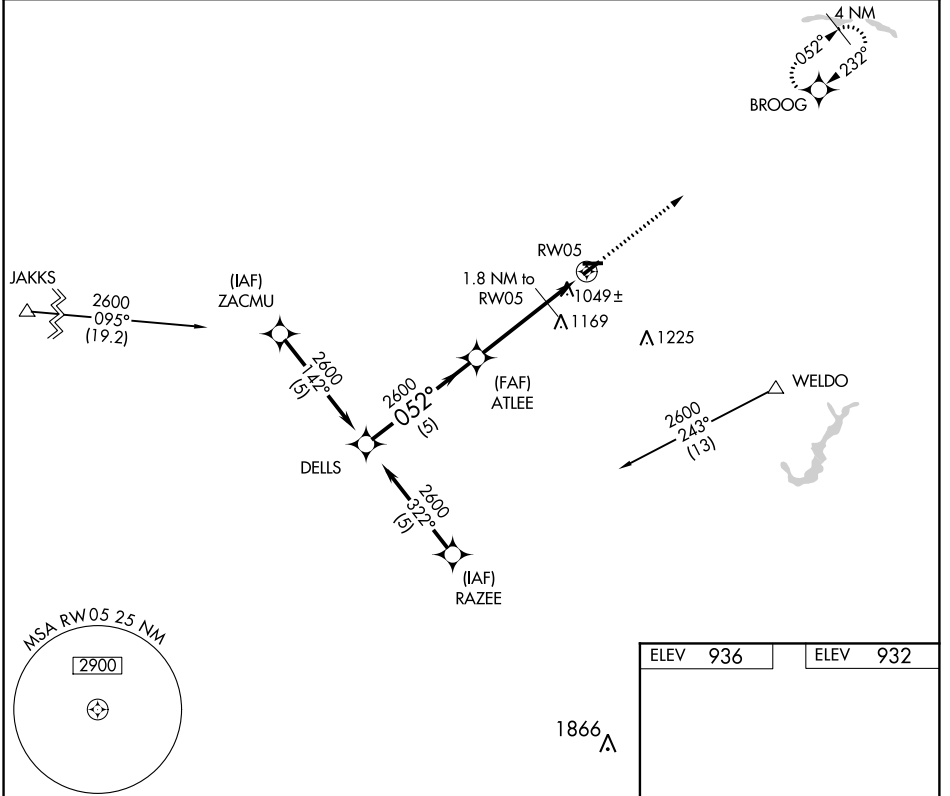 4 NM
052°
232°
BROOG
RW05
JAKKS
(IAF)
ZACMU
1.8 NM to
RW05
1049±
1169
1225
2600
095°
(19.2)
2600
142°
(5)
2600
052°
(5)
(FAF)
ATLEE
WELDO
2600
243°
(13)
DELLS
2600
322°
(5)
(IAF)
RAZEE
MSA RW05 25 NM
2900
ELEV 936
ELEV 932
1866